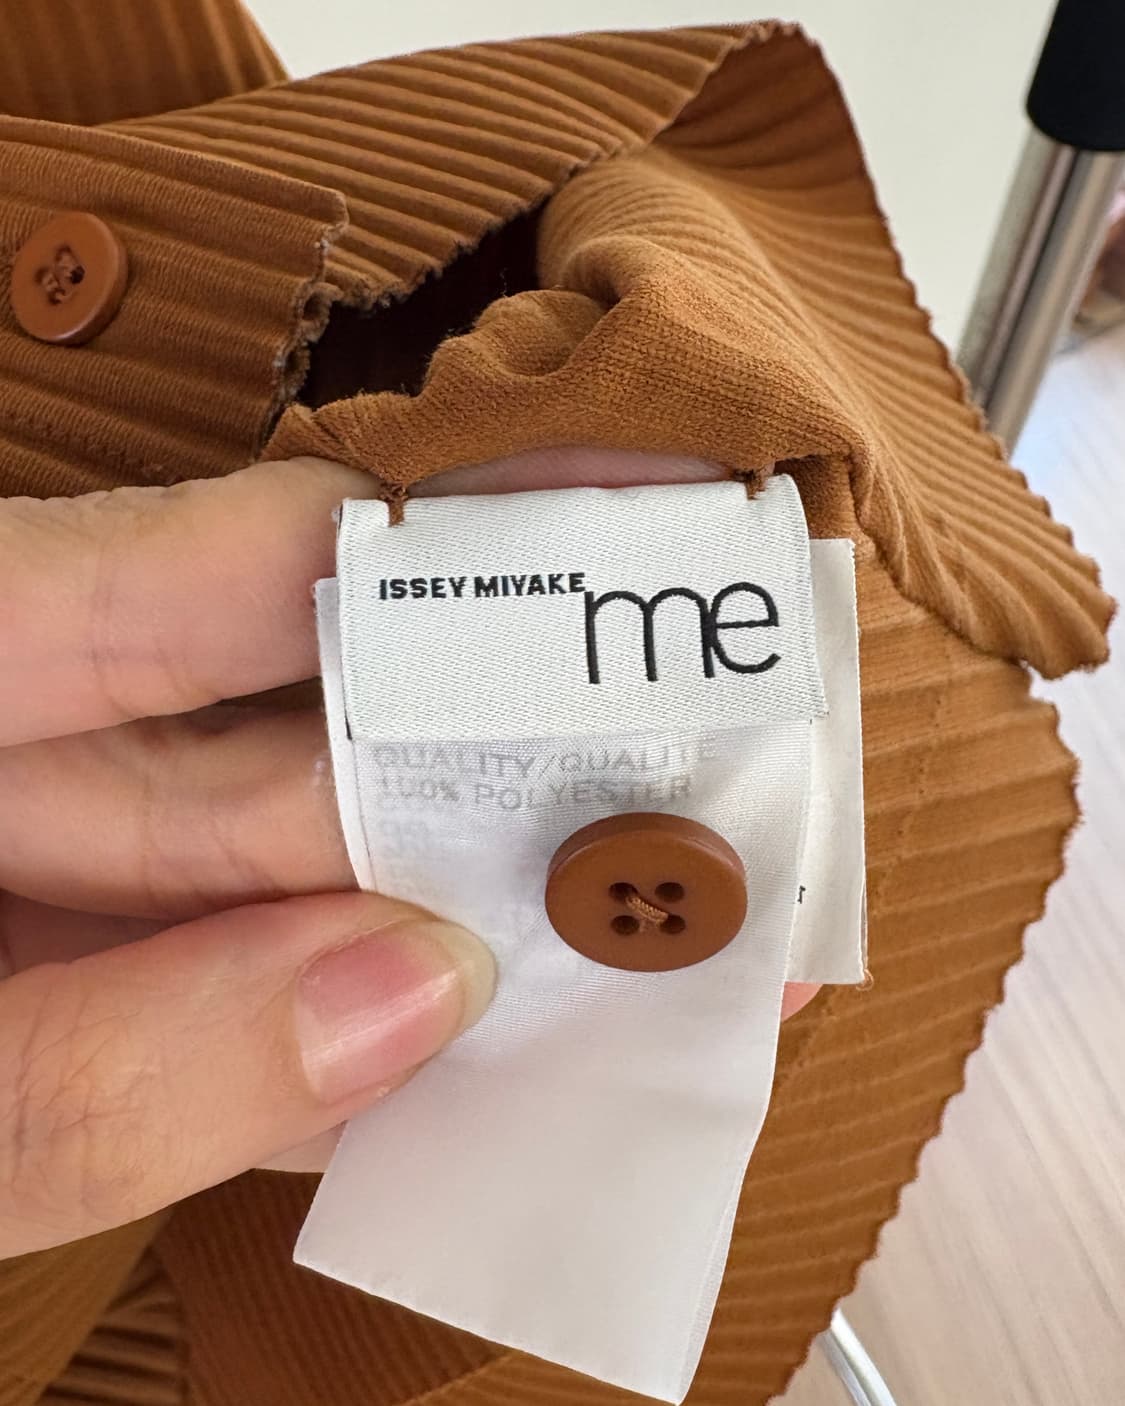 ISSEY MIYAKE me
QUALITY/QUALITE
100% POLYESTER